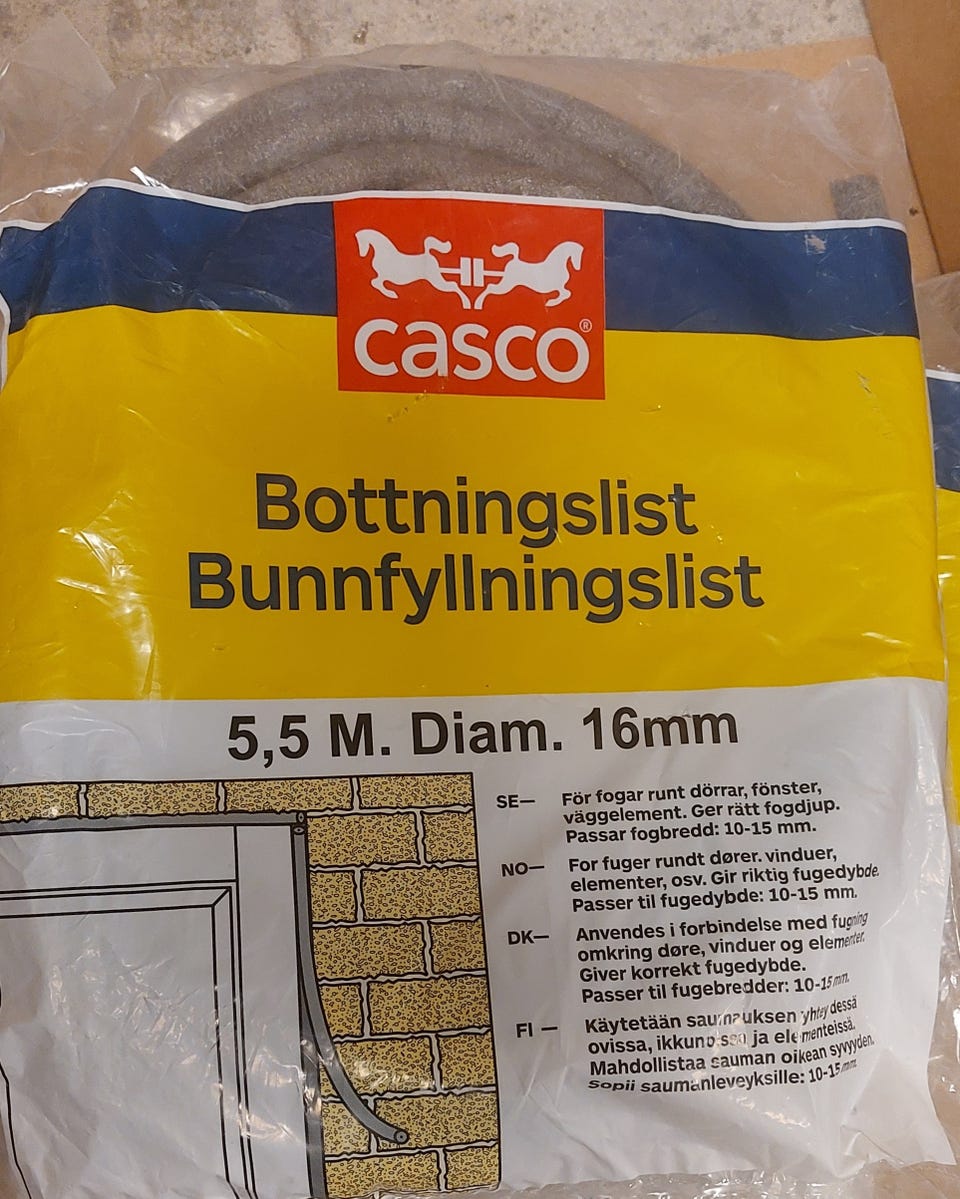 casco®
Bottningslist
Bunnfyllningslist
5,5 M. Diam. 16mm
SE— För fogar runt dörrar, fönster,
väggelement. Ger rätt fogdjup.
Passar fogbredd: 10-15 mm.
NO— For fuger rundt dører. vinduer,
elementer, osv. Gir riktig fugedybde.
Passer til fugedybde: 10-15 mm.
DK— Anvendes i forbindelse med fugning
omkring døre, vinduer og elementer.
Giver korrekt fugedybde.
Passer til fugebredder: 10-15 mm.
FI — Käytetään saumauksen yhteydessä
ovissa, ikkunoissa ja elementeissä.
Mahdollistaa sauman oikean syvyyden.
Sopii saumanleveyksille: 10-15 mm.